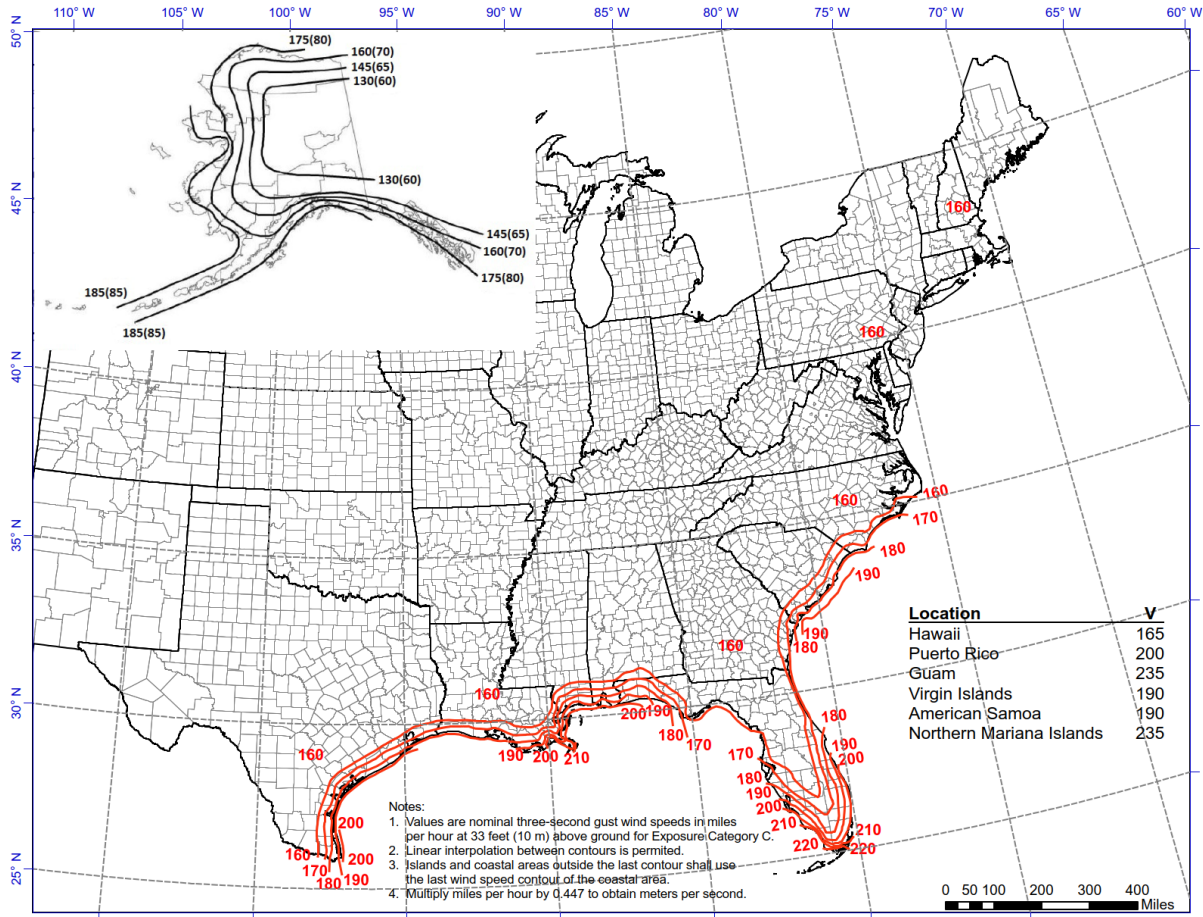 110° W 105° W 100° W 95° W 90° W 85° W 80° W 75° W 70° W 65° W 60° W
50° N
45° N
40° N
35° N
30° N
25° N
175(80)
160(70)
145(65)
130(60)
130(60)
145(65)
160(70)
175(80)
185(85)
185(85)
160
160
160
160
170
180
190
190
180
160
160
160
200 190
180
170
190 200 210
180
190
200
170
180
190
200
210
220
210
220
200
160
170
180
190
200
Location V
Hawaii 165
Puerto Rico 200
Guam 235
Virgin Islands 190
American Samoa 190
Northern Mariana Islands 235
Notes:
1. Values are nominal three-second gust wind speeds in miles
per hour at 33 feet (10 m) above ground for Exposure Category C.
2. Linear interpolation between contours is permited.
3. Islands and coastal areas outside the last contour shall use
the last wind speed contour of the coastal area.
4. Multiply miles per hour by 0.447 to obtain meters per second.
0 50 100 200 300 400
Miles